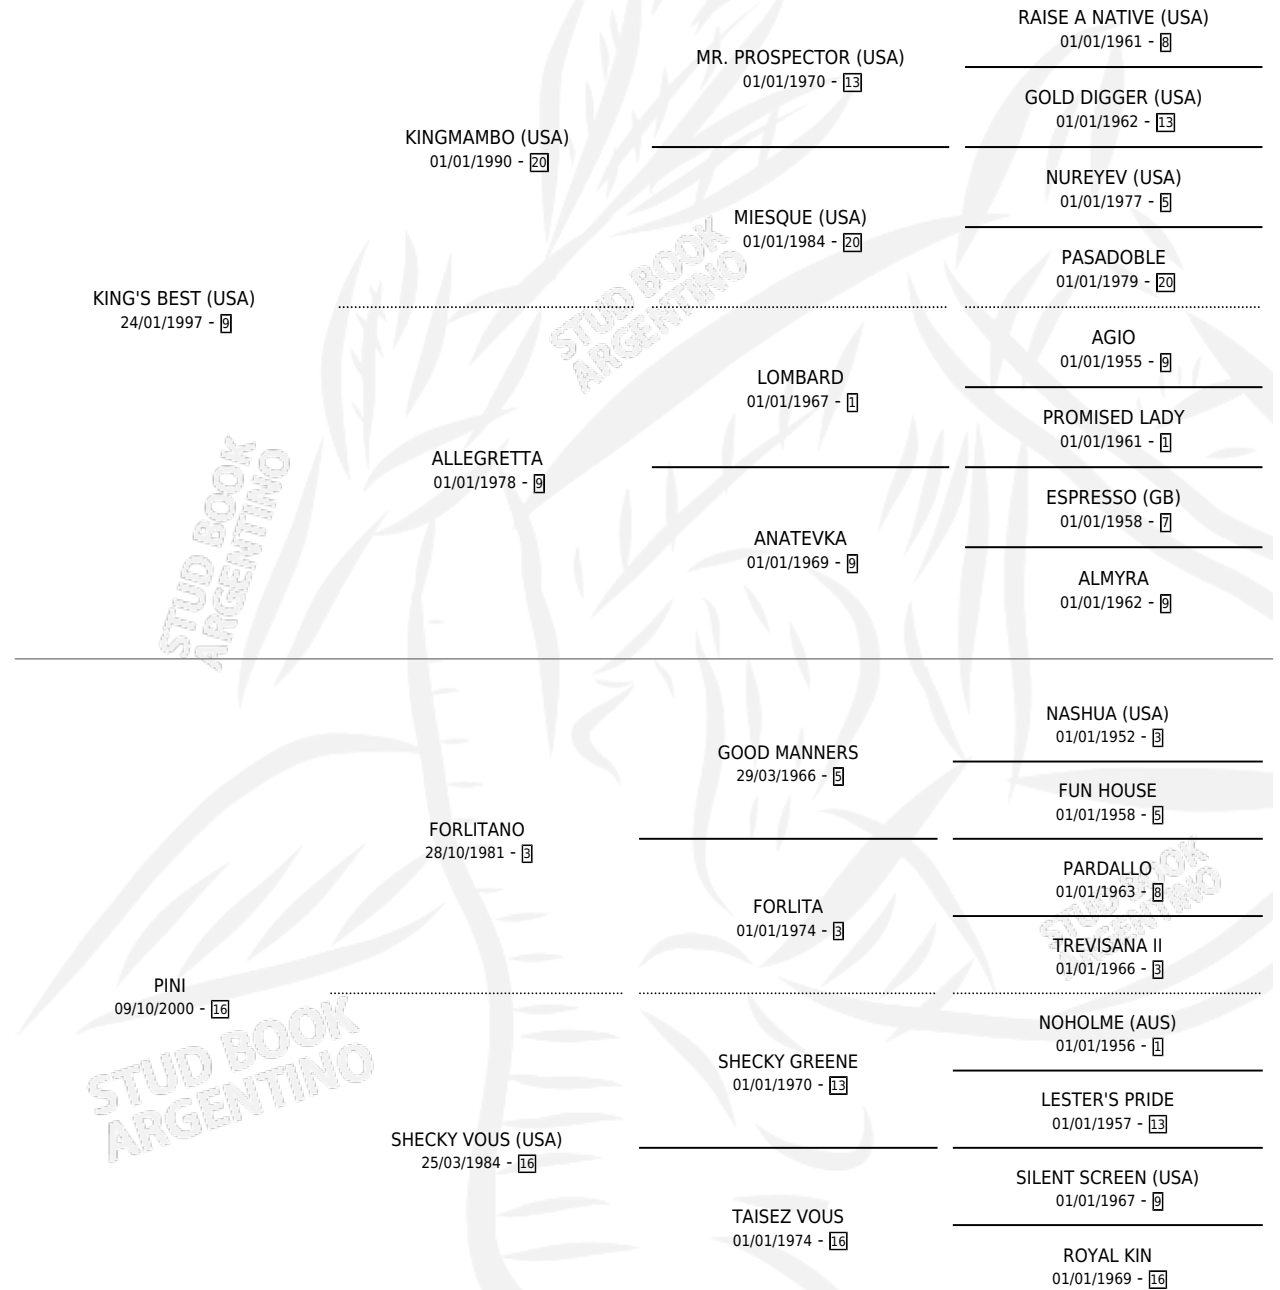 RAISE A NATIVE (USA)
01/01/1961 - 8
MR. PROSPECTOR (USA)
01/01/1970 - 13
GOLD DIGGER (USA)
01/01/1962 - 13
KINGMAMBO (USA)
01/01/1990 - 20
NUREYEV (USA)
01/01/1977 - 5
MIESQUE (USA)
01/01/1984 - 20
PASADOBLE
01/01/1979 - 20
KING'S BEST (USA)
24/01/1997 - 9
AGIO
01/01/1955 - 9
LOMBARD
01/01/1967 - 1
PROMISED LADY
01/01/1961 - 1
ALLEGRETTA
01/01/1978 - 9
ESPRESSO (GB)
01/01/1958 - 7
ANATEVKA
01/01/1969 - 9
ALMYRA
01/01/1962 - 9
NASHUA (USA)
01/01/1952 - 3
GOOD MANNERS
29/03/1966 - 5
FUN HOUSE
01/01/1958 - 5
FORLITANO
28/10/1981 - 3
PARDALLO
01/01/1963 - 8
FORLITA
01/01/1974 - 3
TREVISANA II
01/01/1966 - 3
PINI
09/10/2000 - 16
NOHOLME (AUS)
01/01/1956 - 1
SHECKY GREENE
01/01/1970 - 13
LESTER'S PRIDE
01/01/1957 - 13
SHECKY VOUS (USA)
25/03/1984 - 16
SILENT SCREEN (USA)
01/01/1967 - 9
TAISEZ VOUS
01/01/1974 - 16
ROYAL KIN
01/01/1969 - 16
STUD BOOK
ARGENTINO
STUD BOOK
ARGENTINO
STUD BOOK
ARGENTINO
STUD BOOK
ARGENTINO